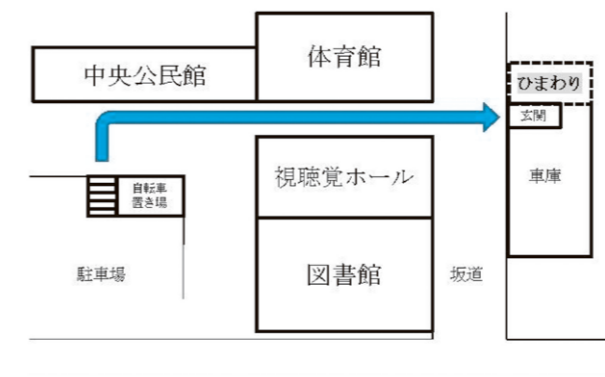 体育館
中央公民館
ひまわり
玄関
視聴覚ホール
車庫
自転車
置き場
駐車場
図書館
坂道